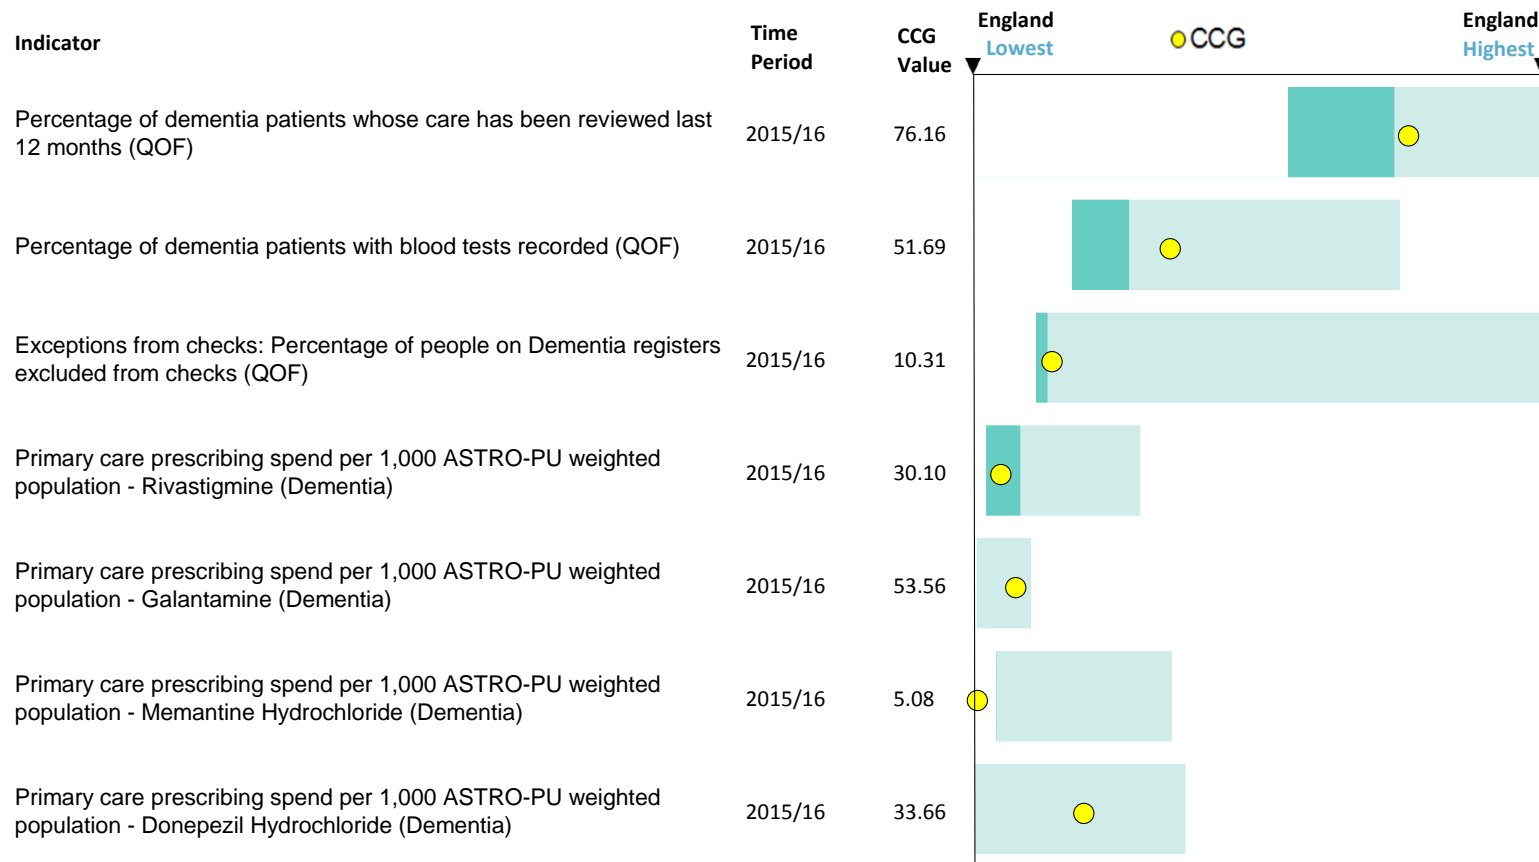 Indicator
Time
Period
CCG
Value
England
Lowest
CCG
England
Highest
Percentage of dementia patients whose care has been reviewed last
12 months (QOF)
2015/16
76.16
Percentage of dementia patients with blood tests recorded (QOF)
2015/16
51.69
Exceptions from checks: Percentage of people on Dementia registers
excluded from checks (QOF)
2015/16
10.31
Primary care prescribing spend per 1,000 ASTRO-PU weighted
population - Rivastigmine (Dementia)
2015/16
30.10
Primary care prescribing spend per 1,000 ASTRO-PU weighted
population - Galantamine (Dementia)
2015/16
53.56
Primary care prescribing spend per 1,000 ASTRO-PU weighted
population - Memantine Hydrochloride (Dementia)
2015/16
5.08
Primary care prescribing spend per 1,000 ASTRO-PU weighted
population - Donepezil Hydrochloride (Dementia)
2015/16
33.66